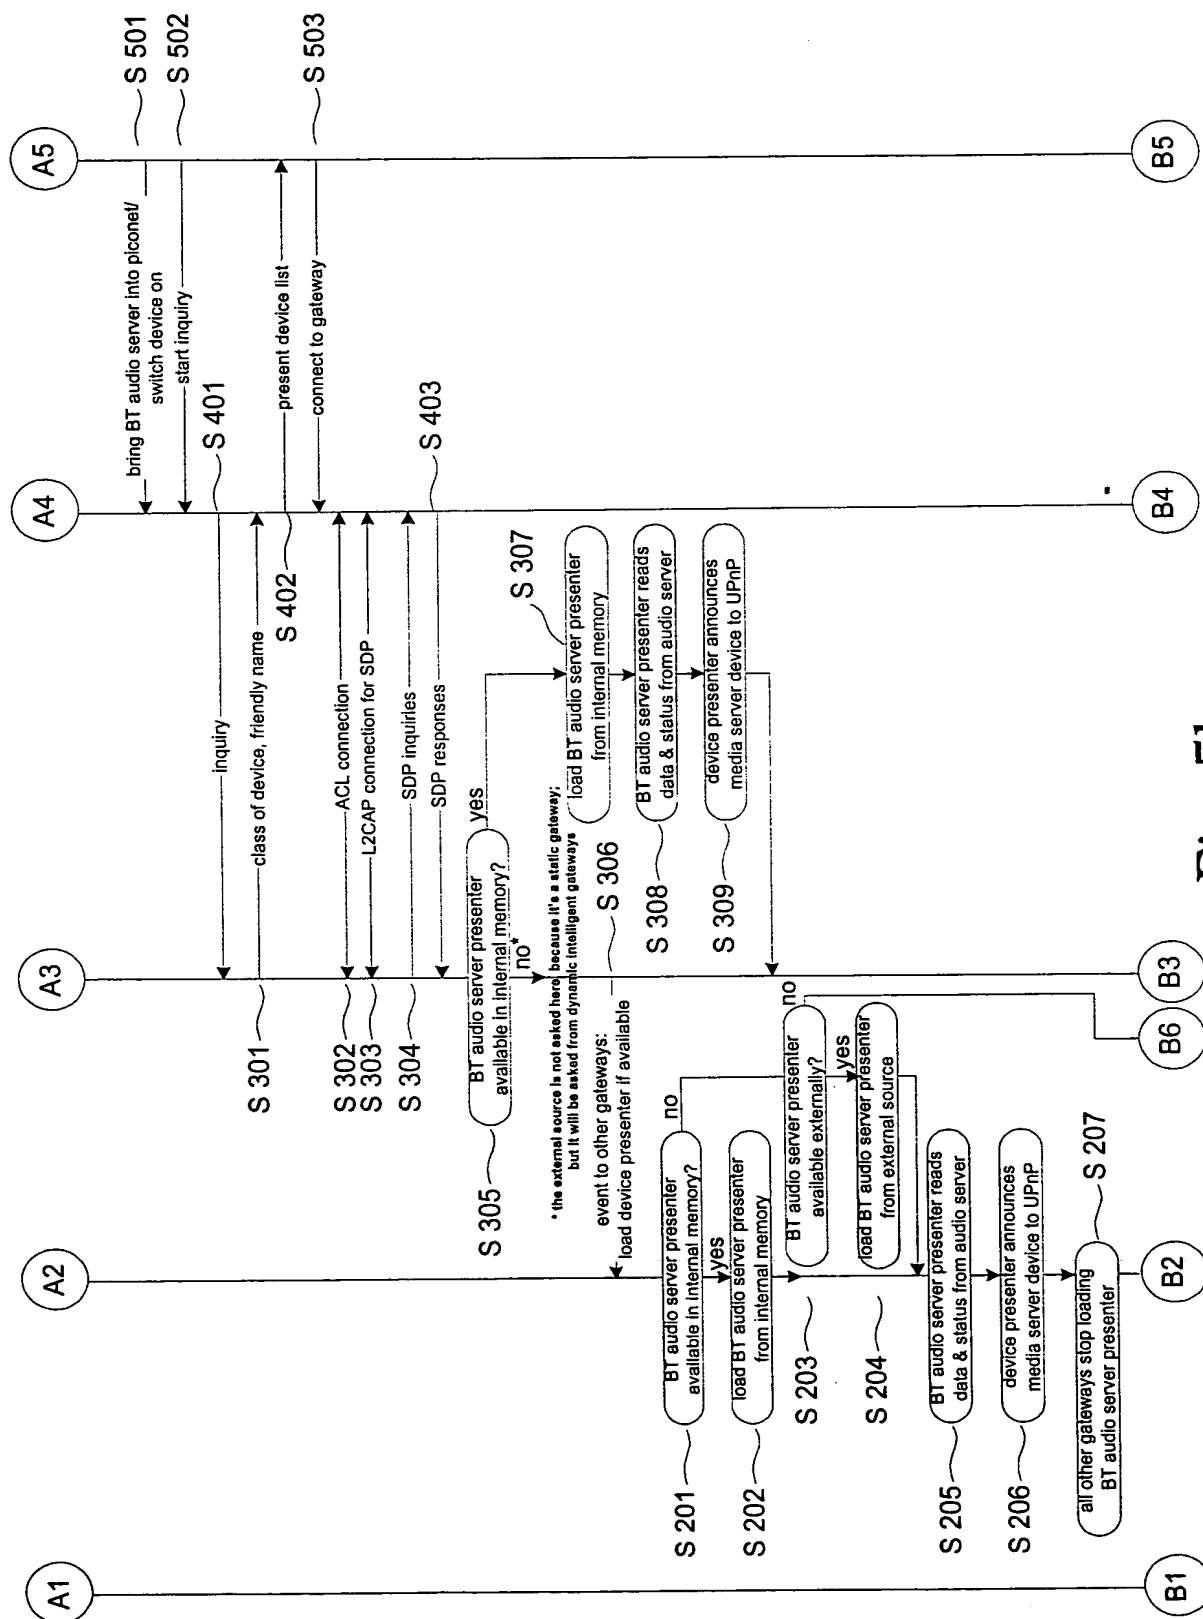 A1
A2
A3
A4
A5
bring BT audio server into piconet/
switch device on
S 501
start inquiry
S 502
inquiry
S 401
S 301
class of device, friendly name
S 402
present device list
connect to gateway
S 503
S 302
ACL connection
S 303
L2CAP connection for SDP
S 304
SDP inquiries
SDP responses
S 403
S 305
BT audio server presenter
available in internal memory?
yes
no*
* the external source is not asked here, because it's a static gateway;
but it will be asked from dynamic intelligent gateways
S 307
load BT audio server presenter
from internal memory
event to other gateways:
load device presenter if available
S 306
S 308
BT audio server presenter reads
data & status from audio server
S 309
device presenter announces
media server device to UPnP
S 201
BT audio server presenter
available in internal memory?
no
yes
S 202
load BT audio server presenter
from internal memory
S 203
BT audio server presenter
available externally?
no
yes
S 204
load BT audio server presenter
from external source
S 205
BT audio server presenter reads
data & status from audio server
S 206
device presenter announces
media server device to UPnP
all other gateways stop loading
BT audio server presenter
S 207
B1
B2
B6
B3
B4
B5